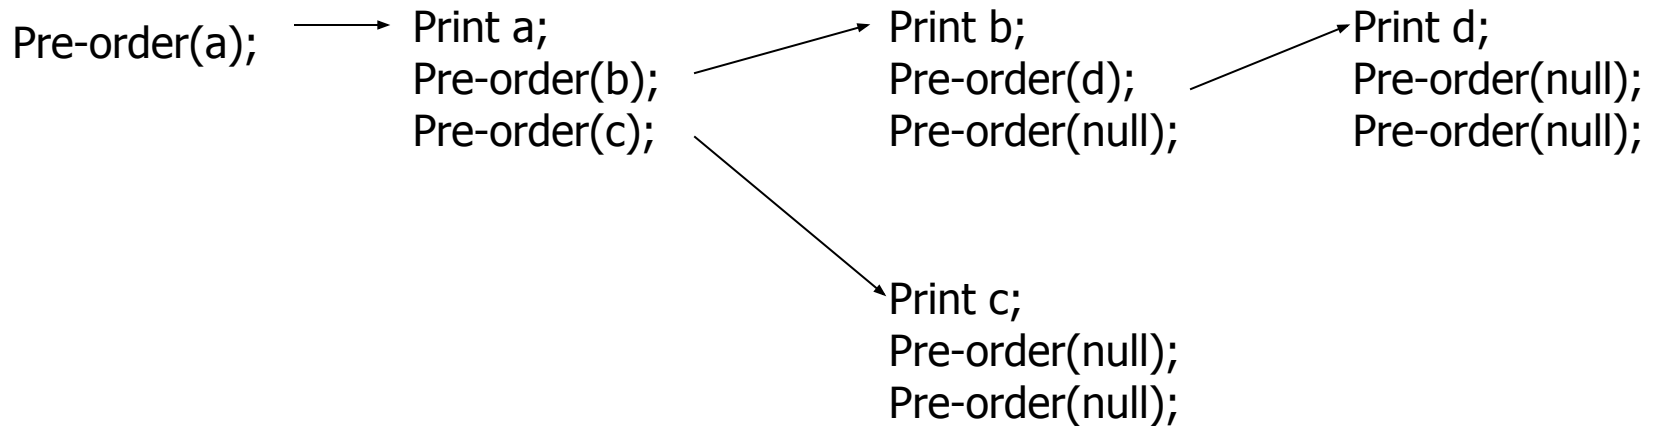 Pre-order(a);
Print a;
Pre-order(b);
Pre-order(c);
Print b;
Pre-order(d);
Pre-order(null);
Print d;
Pre-order(null);
Pre-order(null);
Print c;
Pre-order(null);
Pre-order(null);